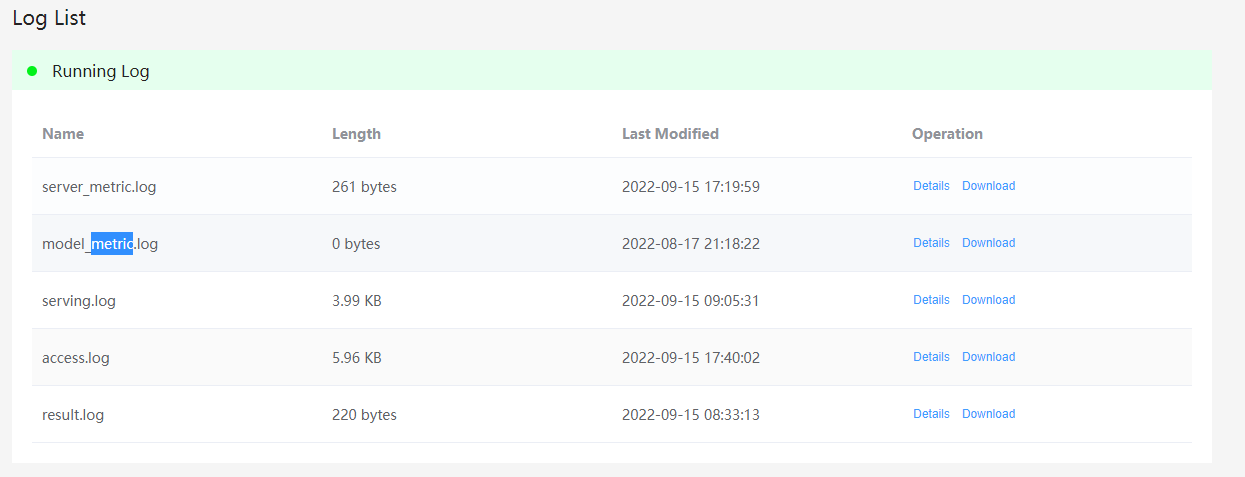 Log List
Running Log
Name Length Last Modified Operation
server_metric.log 261 bytes 2022-09-15 17:19:59 Details Download
model_metric.log 0 bytes 2022-08-17 21:18:22 Details Download
serving.log 3.99 KB 2022-09-15 09:05:31 Details Download
access.log 5.96 KB 2022-09-15 17:40:02 Details Download
result.log 220 bytes 2022-09-15 08:33:13 Details Download